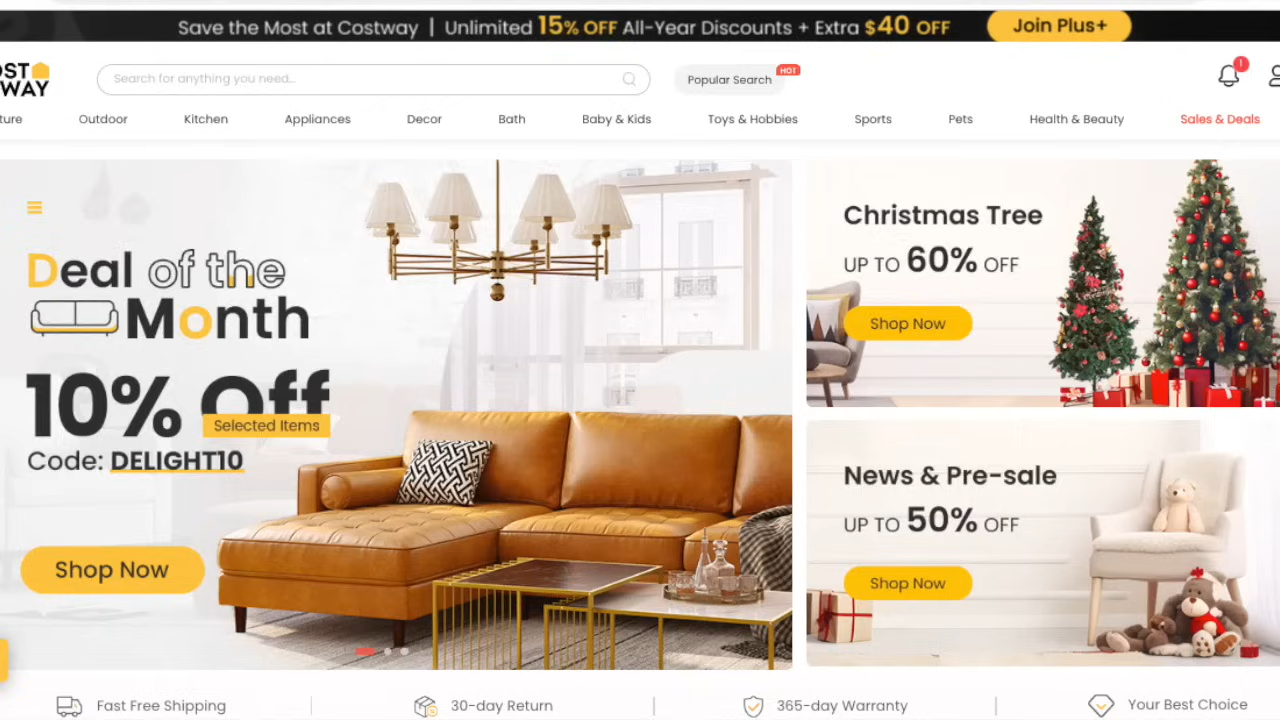 Save the Most at Costway | Unlimited 15% OFF All-Year Discounts + Extra $40 OFF
Join Plus+
OST
WAY
Search for anything you need...
Popular Search
HOT
1
ture
Outdoor
Kitchen
Appliances
Decor
Bath
Baby & Kids
Toys & Hobbies
Sports
Pets
Health & Beauty
Sales & Deals
Deal of the
Month
10% Off
Selected Items
Code: DELIGHT10
Shop Now
Christmas Tree
UP TO 60% OFF
Shop Now
News & Pre-sale
UP TO 50% OFF
Shop Now
Fast Free Shipping
30-day Return
365-day Warranty
Your Best Choice